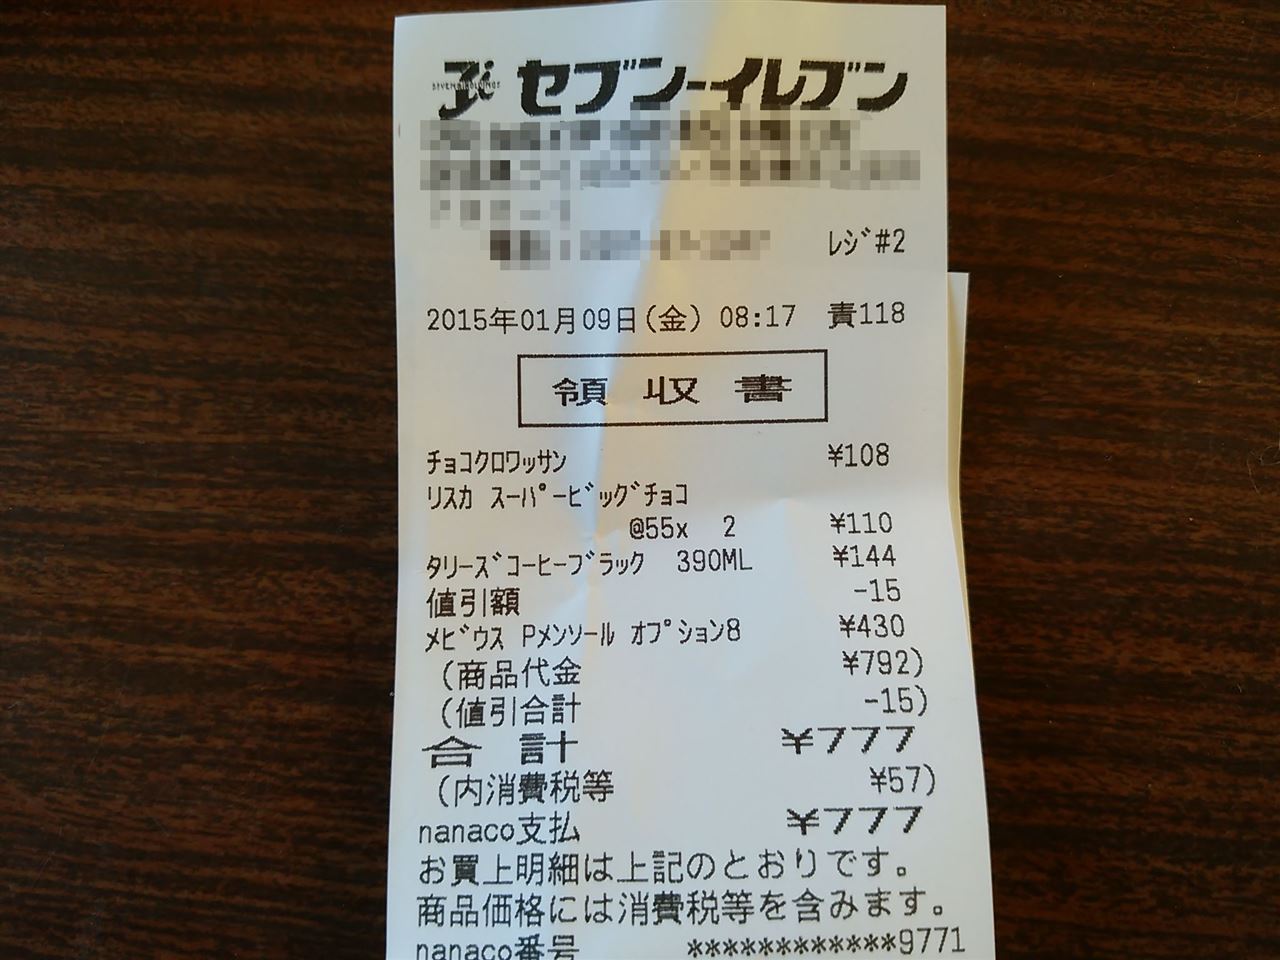 セブン-イレブン
レジ#2
2015年01月09日(金) 08:17 責118
領収書
ﾁｮｺｸﾛﾜｯｻﾝ ¥108
ﾘｽｶ ｽｰﾊﾟｰﾋﾞｯｸﾞﾁｮｺ
@55x 2 ¥110
ﾀﾘｰｽﾞｺｰﾋｰﾌﾞﾗｯｸ 390ML ¥144
値引額 -15
ﾒﾋﾞｳｽ Pﾒﾝｿｰﾙ ｵﾌﾟｼｮﾝ8 ¥430
(商品代金 ¥792)
(値引合計 -15)
合 計 ¥777
(内消費税等 ¥57)
nanaco支払 ¥777
お買上明細は上記のとおりです。
商品価格には消費税等を含みます。
nanaco番号 ************9771